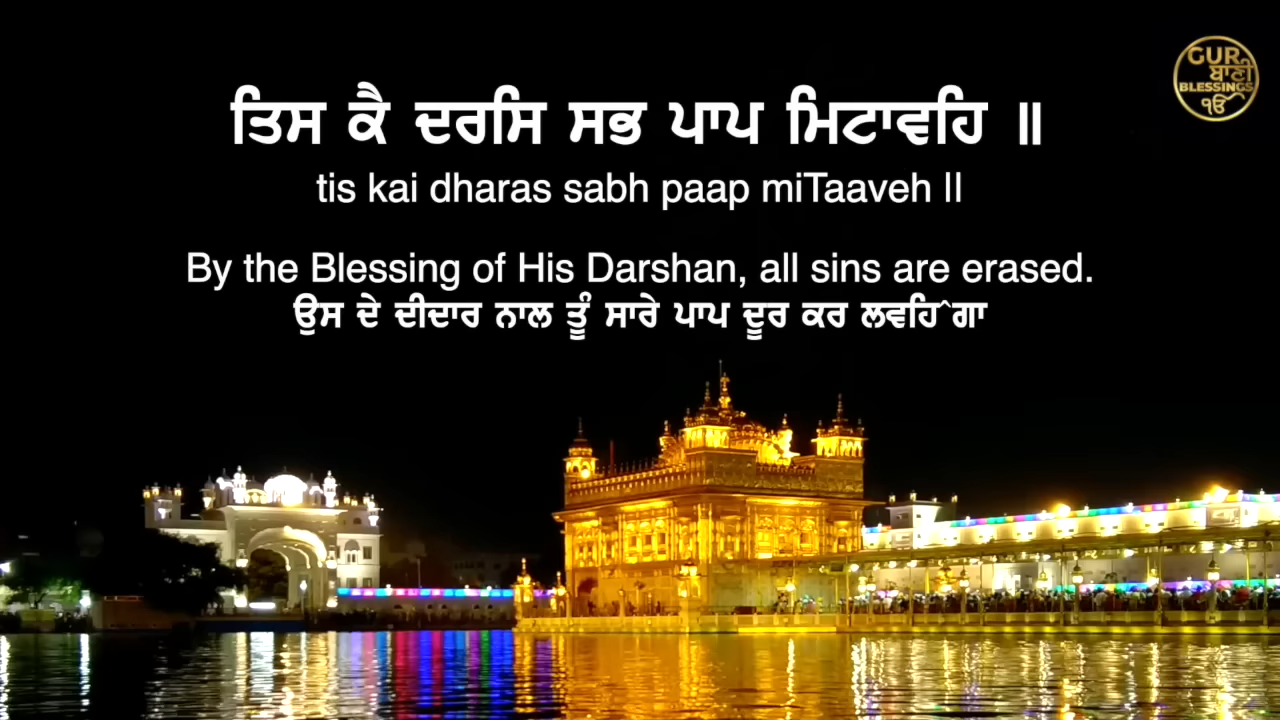 ਤਿਸ ਕੈ ਦਰਸਿ ਸਭ ਪਾਪ ਮਿਟਾਵਹਿ ॥
tis kai dharas sabh paap miTaaveh ||
By the Blessing of His Darshan, all sins are erased.
ਉਸ ਦੇ ਦੀਦਾਰ ਨਾਲ ਤੂੰ ਸਾਰੇ ਪਾਪ ਦੂਰ ਕਰ ਲਵਹਿˆਗਾ
GUR
ਬਾਣੀ
BLESSINGS
ੴ